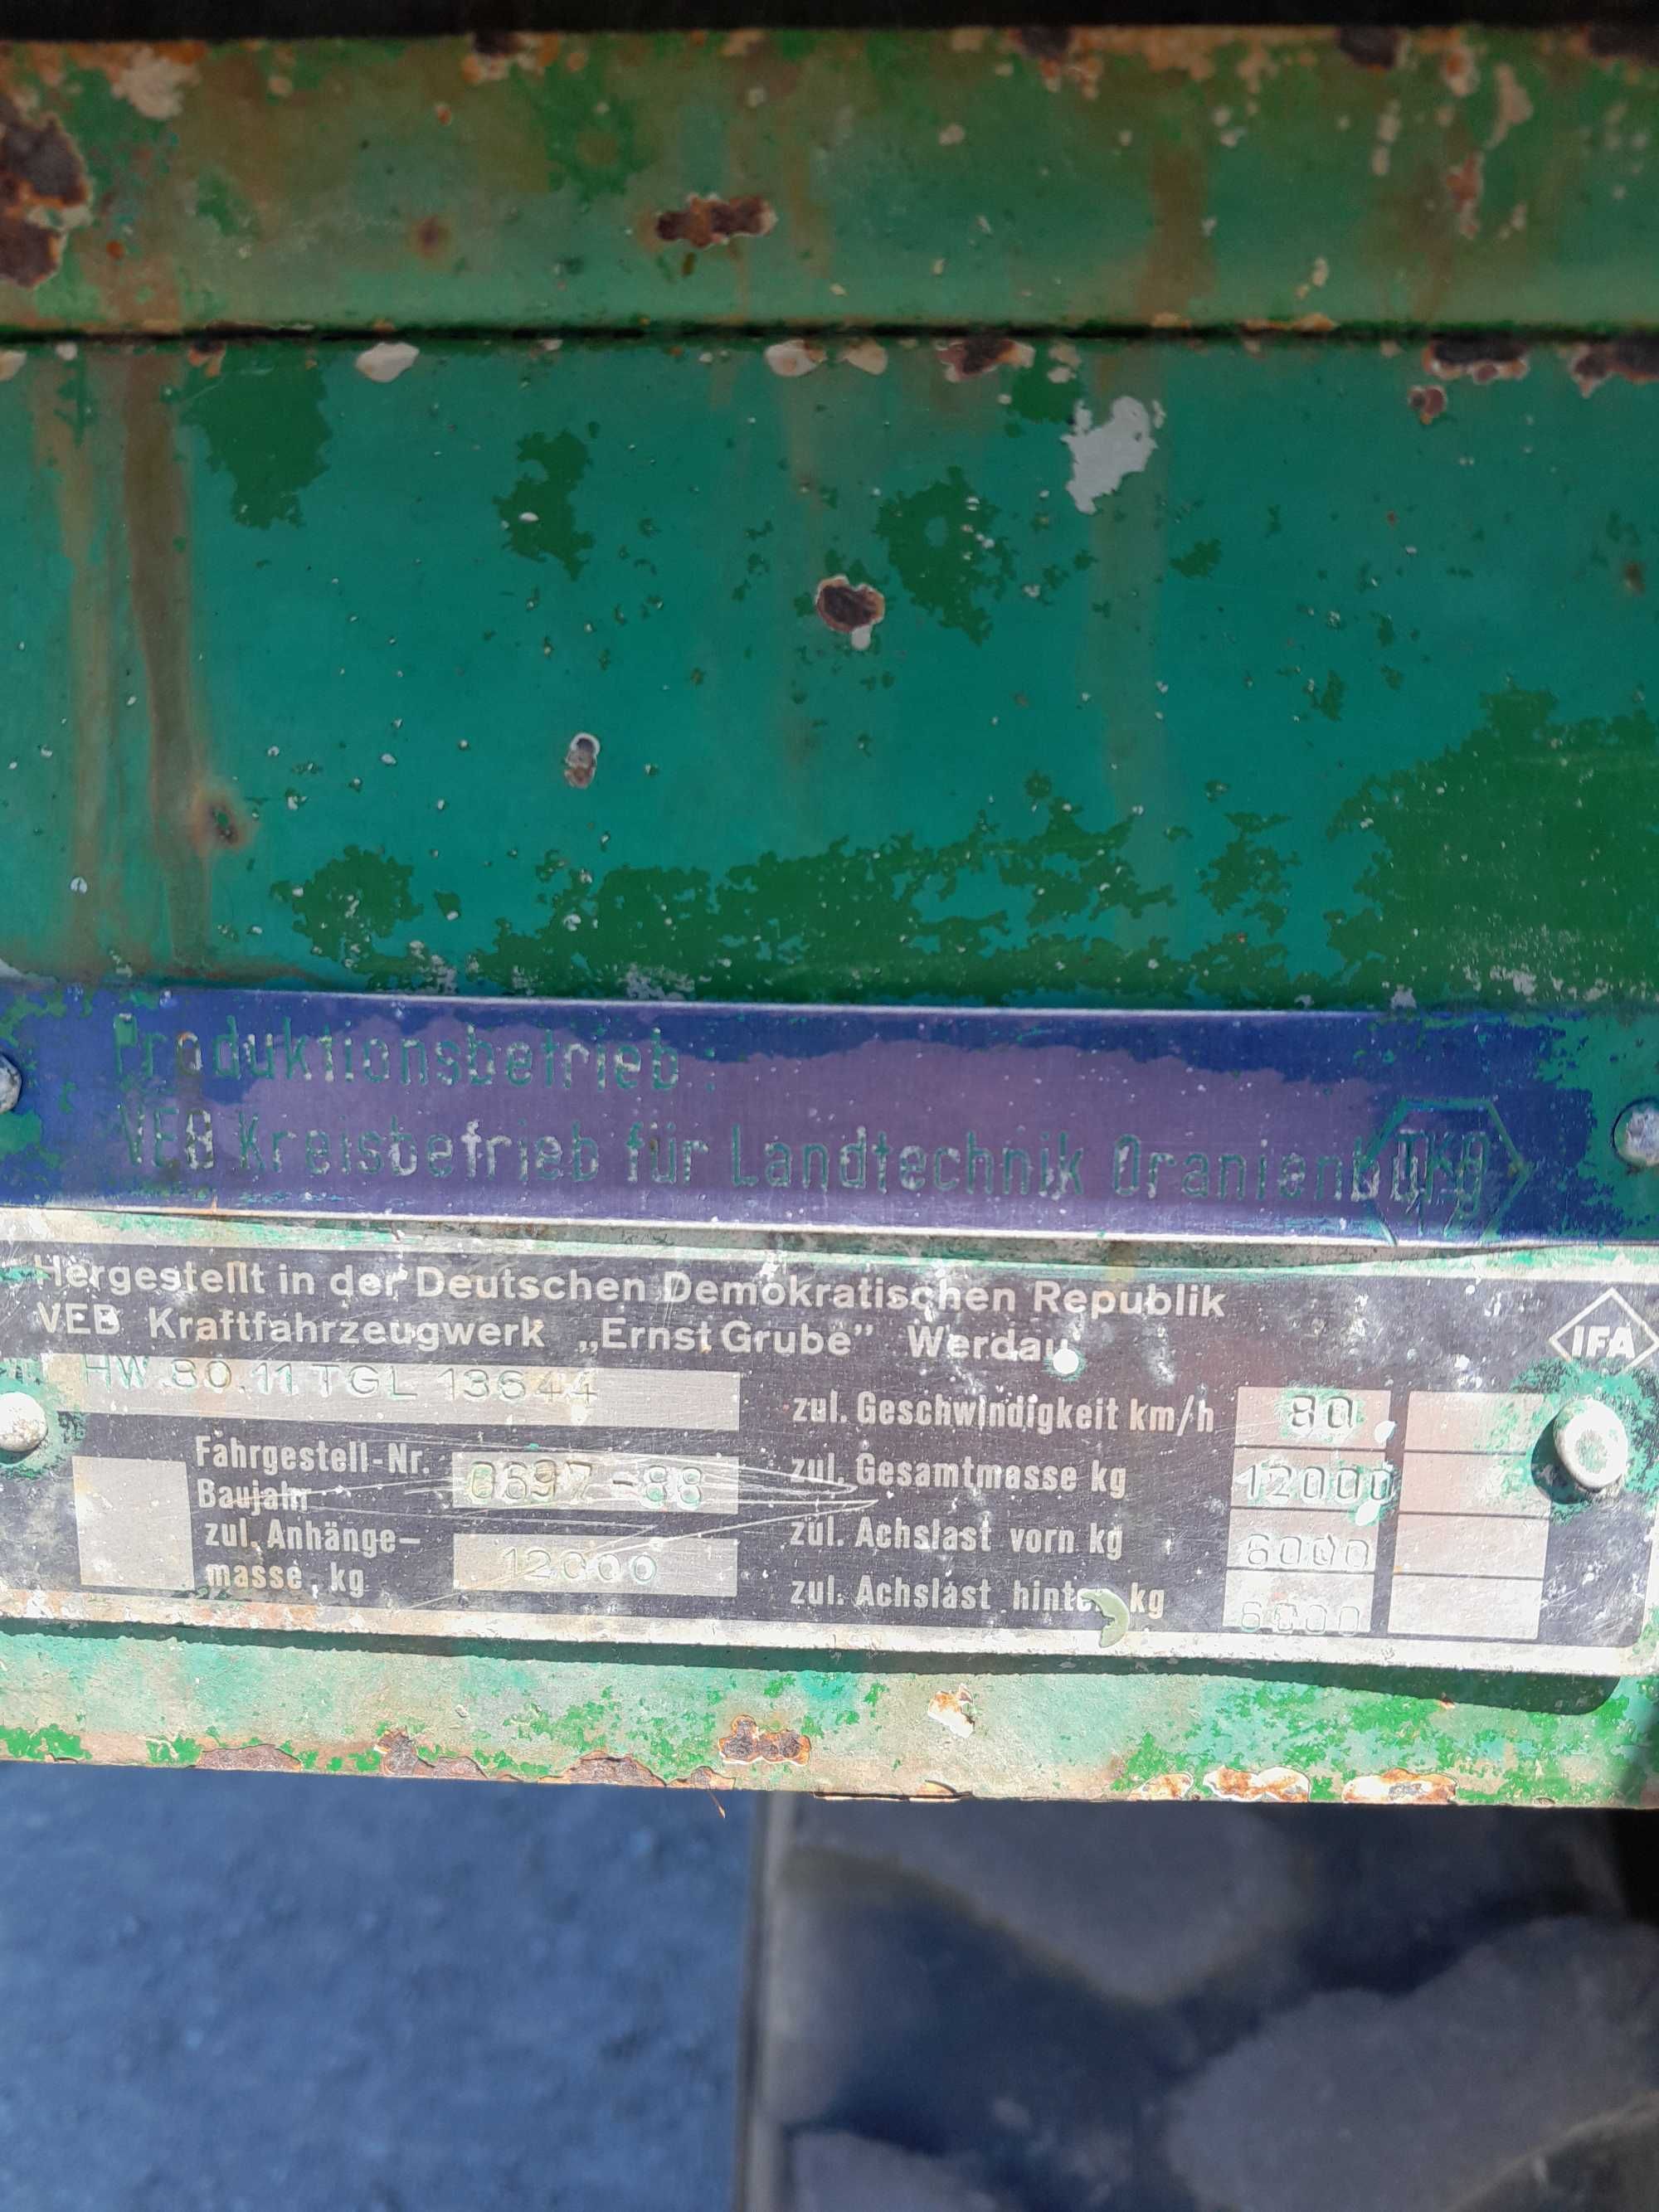 Produktionsbetrieb :
VEB Kreisbetrieb für Landtechnik Oranienburg
Hergestellt in der Deutschen Demokratischen Republik
VEB Kraftfahrzeugwerk „Ernst Grube” Werdau
IFA
HW 80.11 TGL 13644
zul. Geschwindigkeit km/h 80
Fahrgestell-Nr.
Baujahr 0697-88
zul. Gesamtmasse kg 12000
zul. Anhänge-
masse kg 12000
zul. Achslast vorn kg 6000
zul. Achslast hinten kg 6000